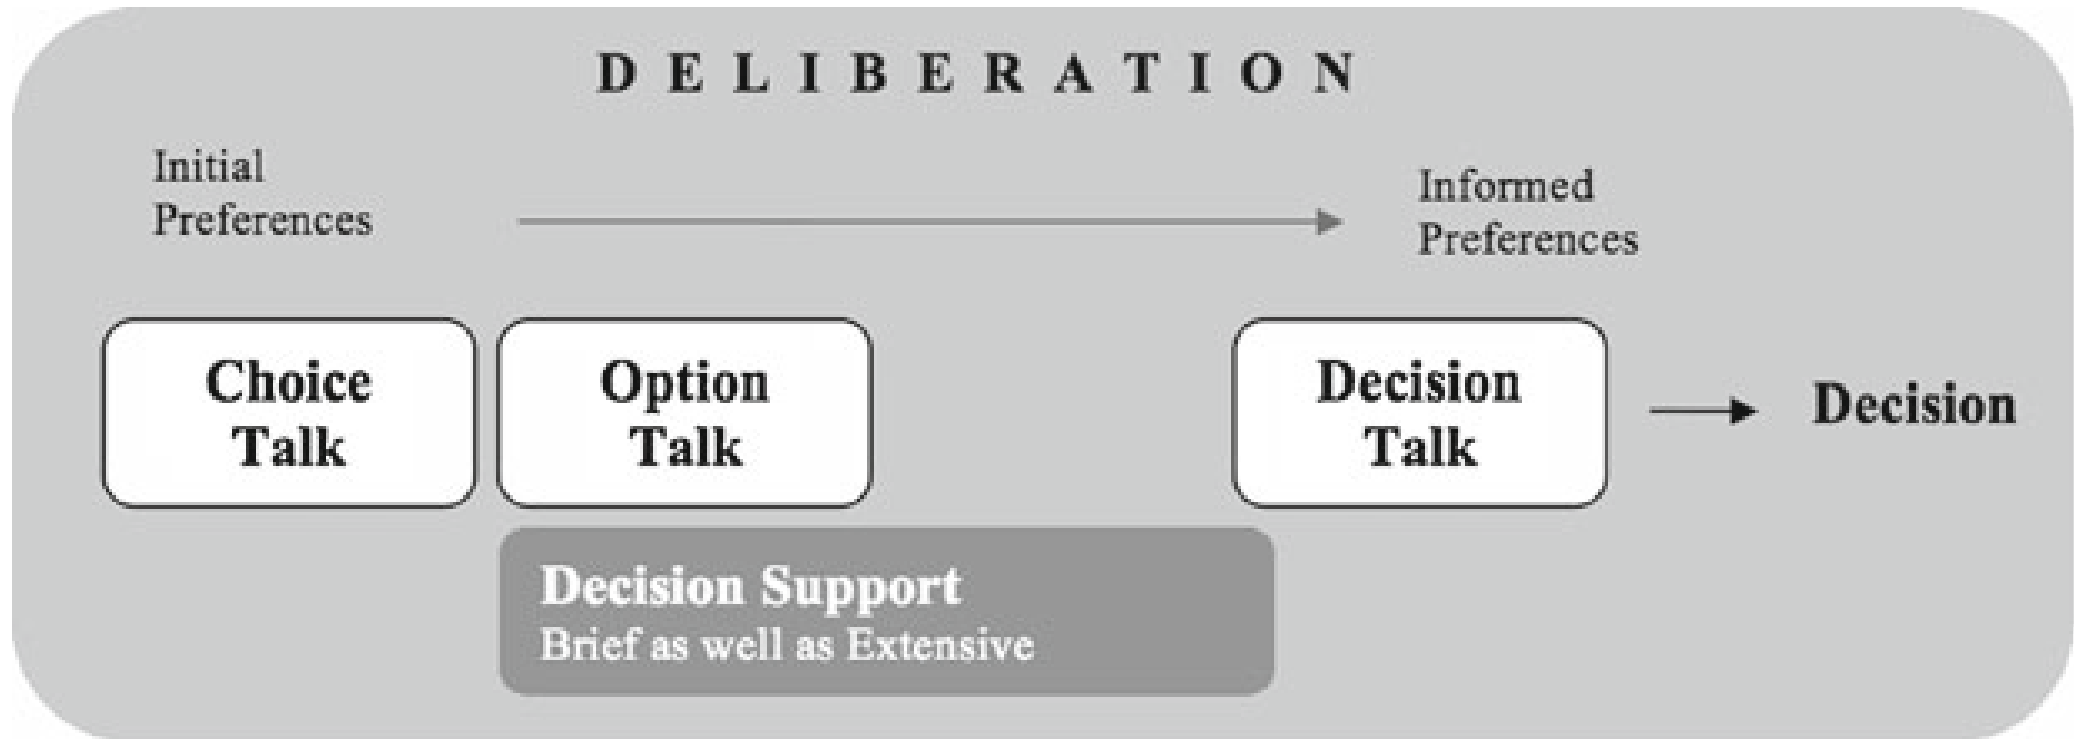 DELIBERATION
Initial
Preferences
Informed
Preferences
Choice
Talk
Option
Talk
Decision
Talk
Decision
Decision Support
Brief as well as Extensive